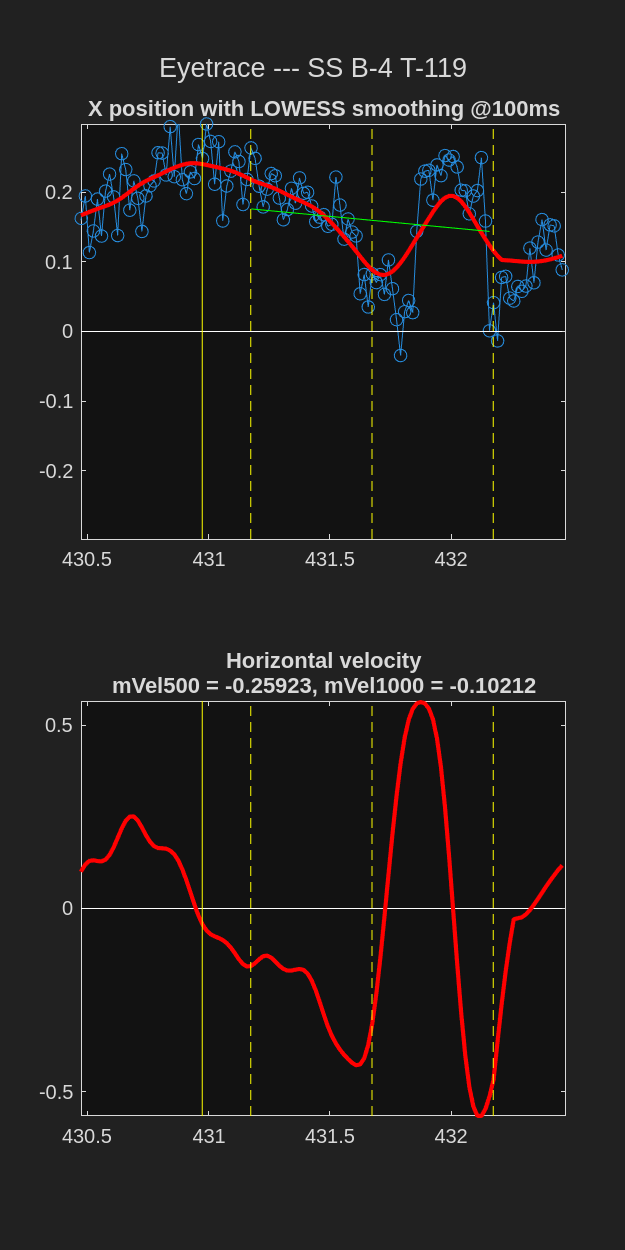 Eyetrace --- SS B-4 T-119
X position with LOWESS smoothing @100ms
0.2
0.1
0
-0.1
-0.2
430.5 431 431.5 432
Horizontal velocity
mVel500 = -0.25923, mVel1000 = -0.10212
0.5
0
-0.5
430.5 431 431.5 432